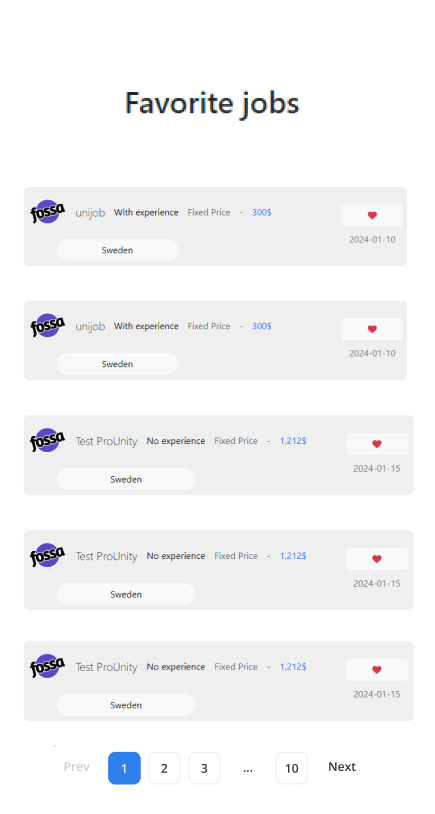 Favorite jobs
fossa unijob With experience Fixed Price - 300$
2024-01-10
Sweden
fossa unijob With experience Fixed Price - 300$
2024-01-10
Sweden
fossa Test ProUnity No experience Fixed Price - 1,212$
2024-01-15
Sweden
fossa Test ProUnity No experience Fixed Price - 1,212$
2024-01-15
Sweden
fossa Test ProUnity No experience Fixed Price - 1,212$
2024-01-15
Sweden
Prev 1 2 3 ... 10 Next